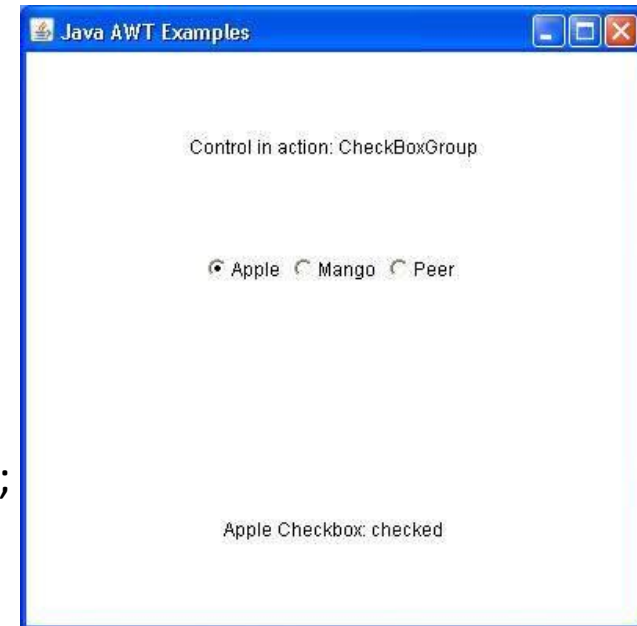 Java AWT Examples
Control in action: CheckBoxGroup
Apple Mango Peer
;
Apple Checkbox: checked